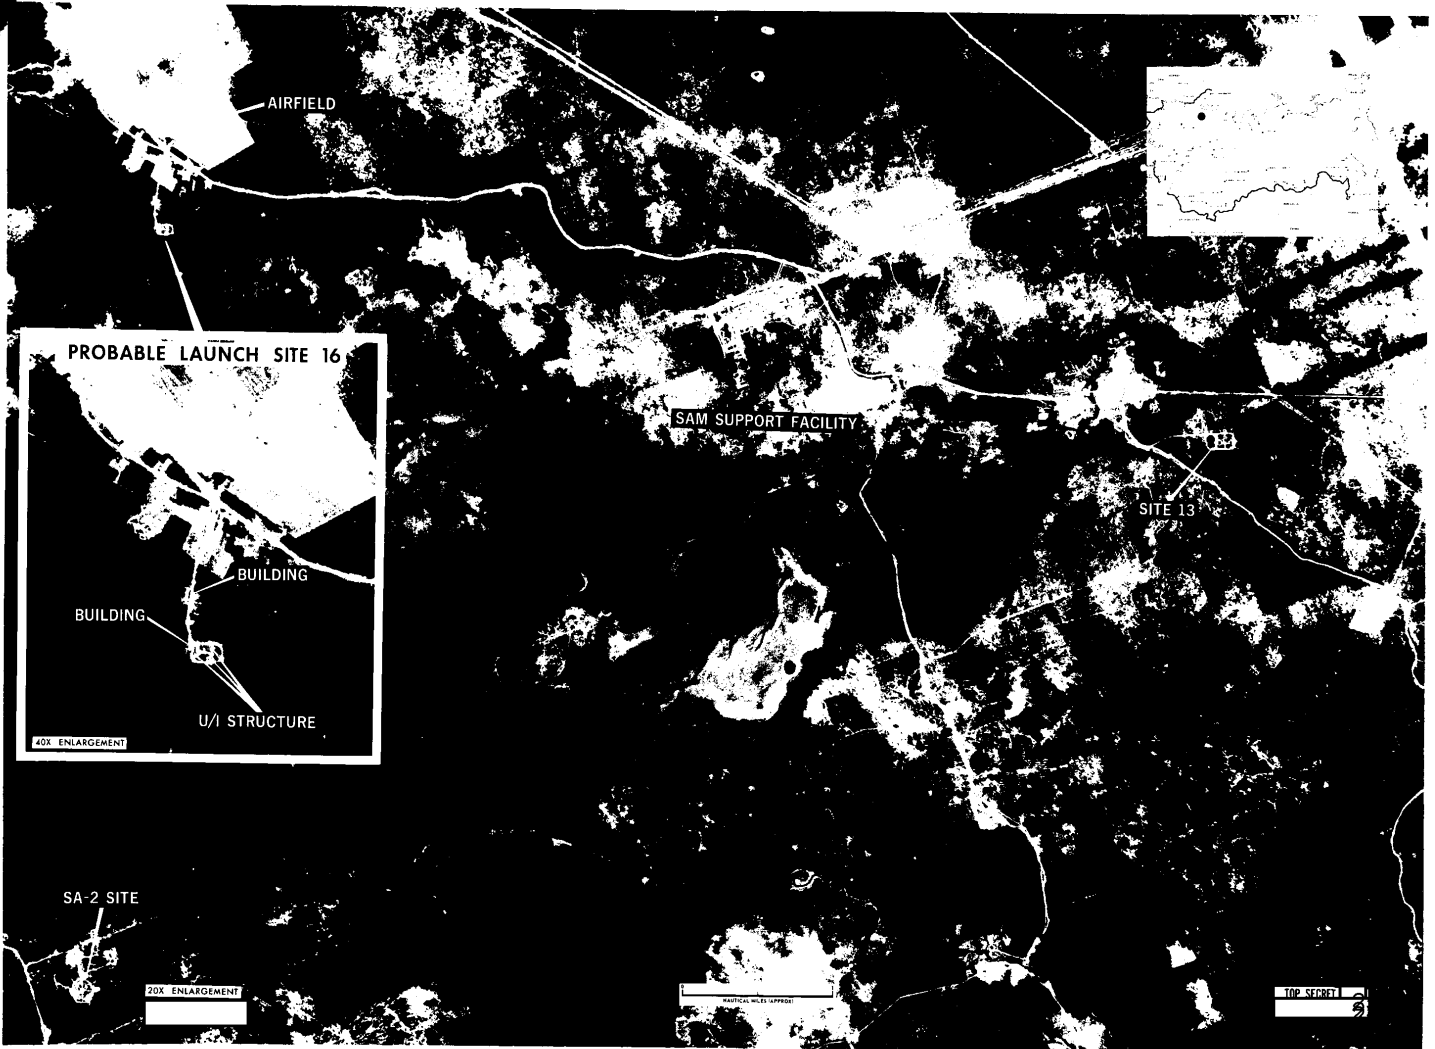 AIRFIELD
PROBABLE LAUNCH SITE 16
SAM SUPPORT FACILITY
SITE 13
BUILDING
BUILDING
U/I STRUCTURE
40X ENLARGEMENT
SA-2 SITE
20X ENLARGEMENT
0
NAUTICAL MILES (APPROX)
TOP SECRET